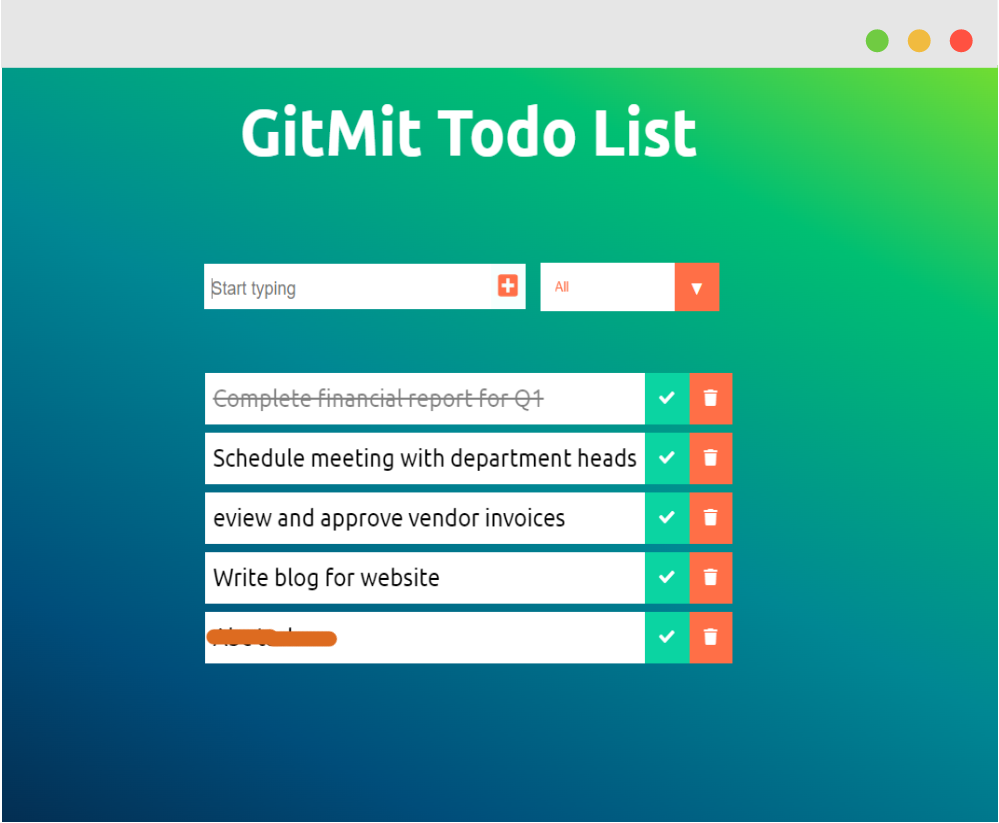 GitMit Todo List
Start typing
All
Complete financial report for Q1
Schedule meeting with department heads
eview and approve vendor invoices
Write blog for website